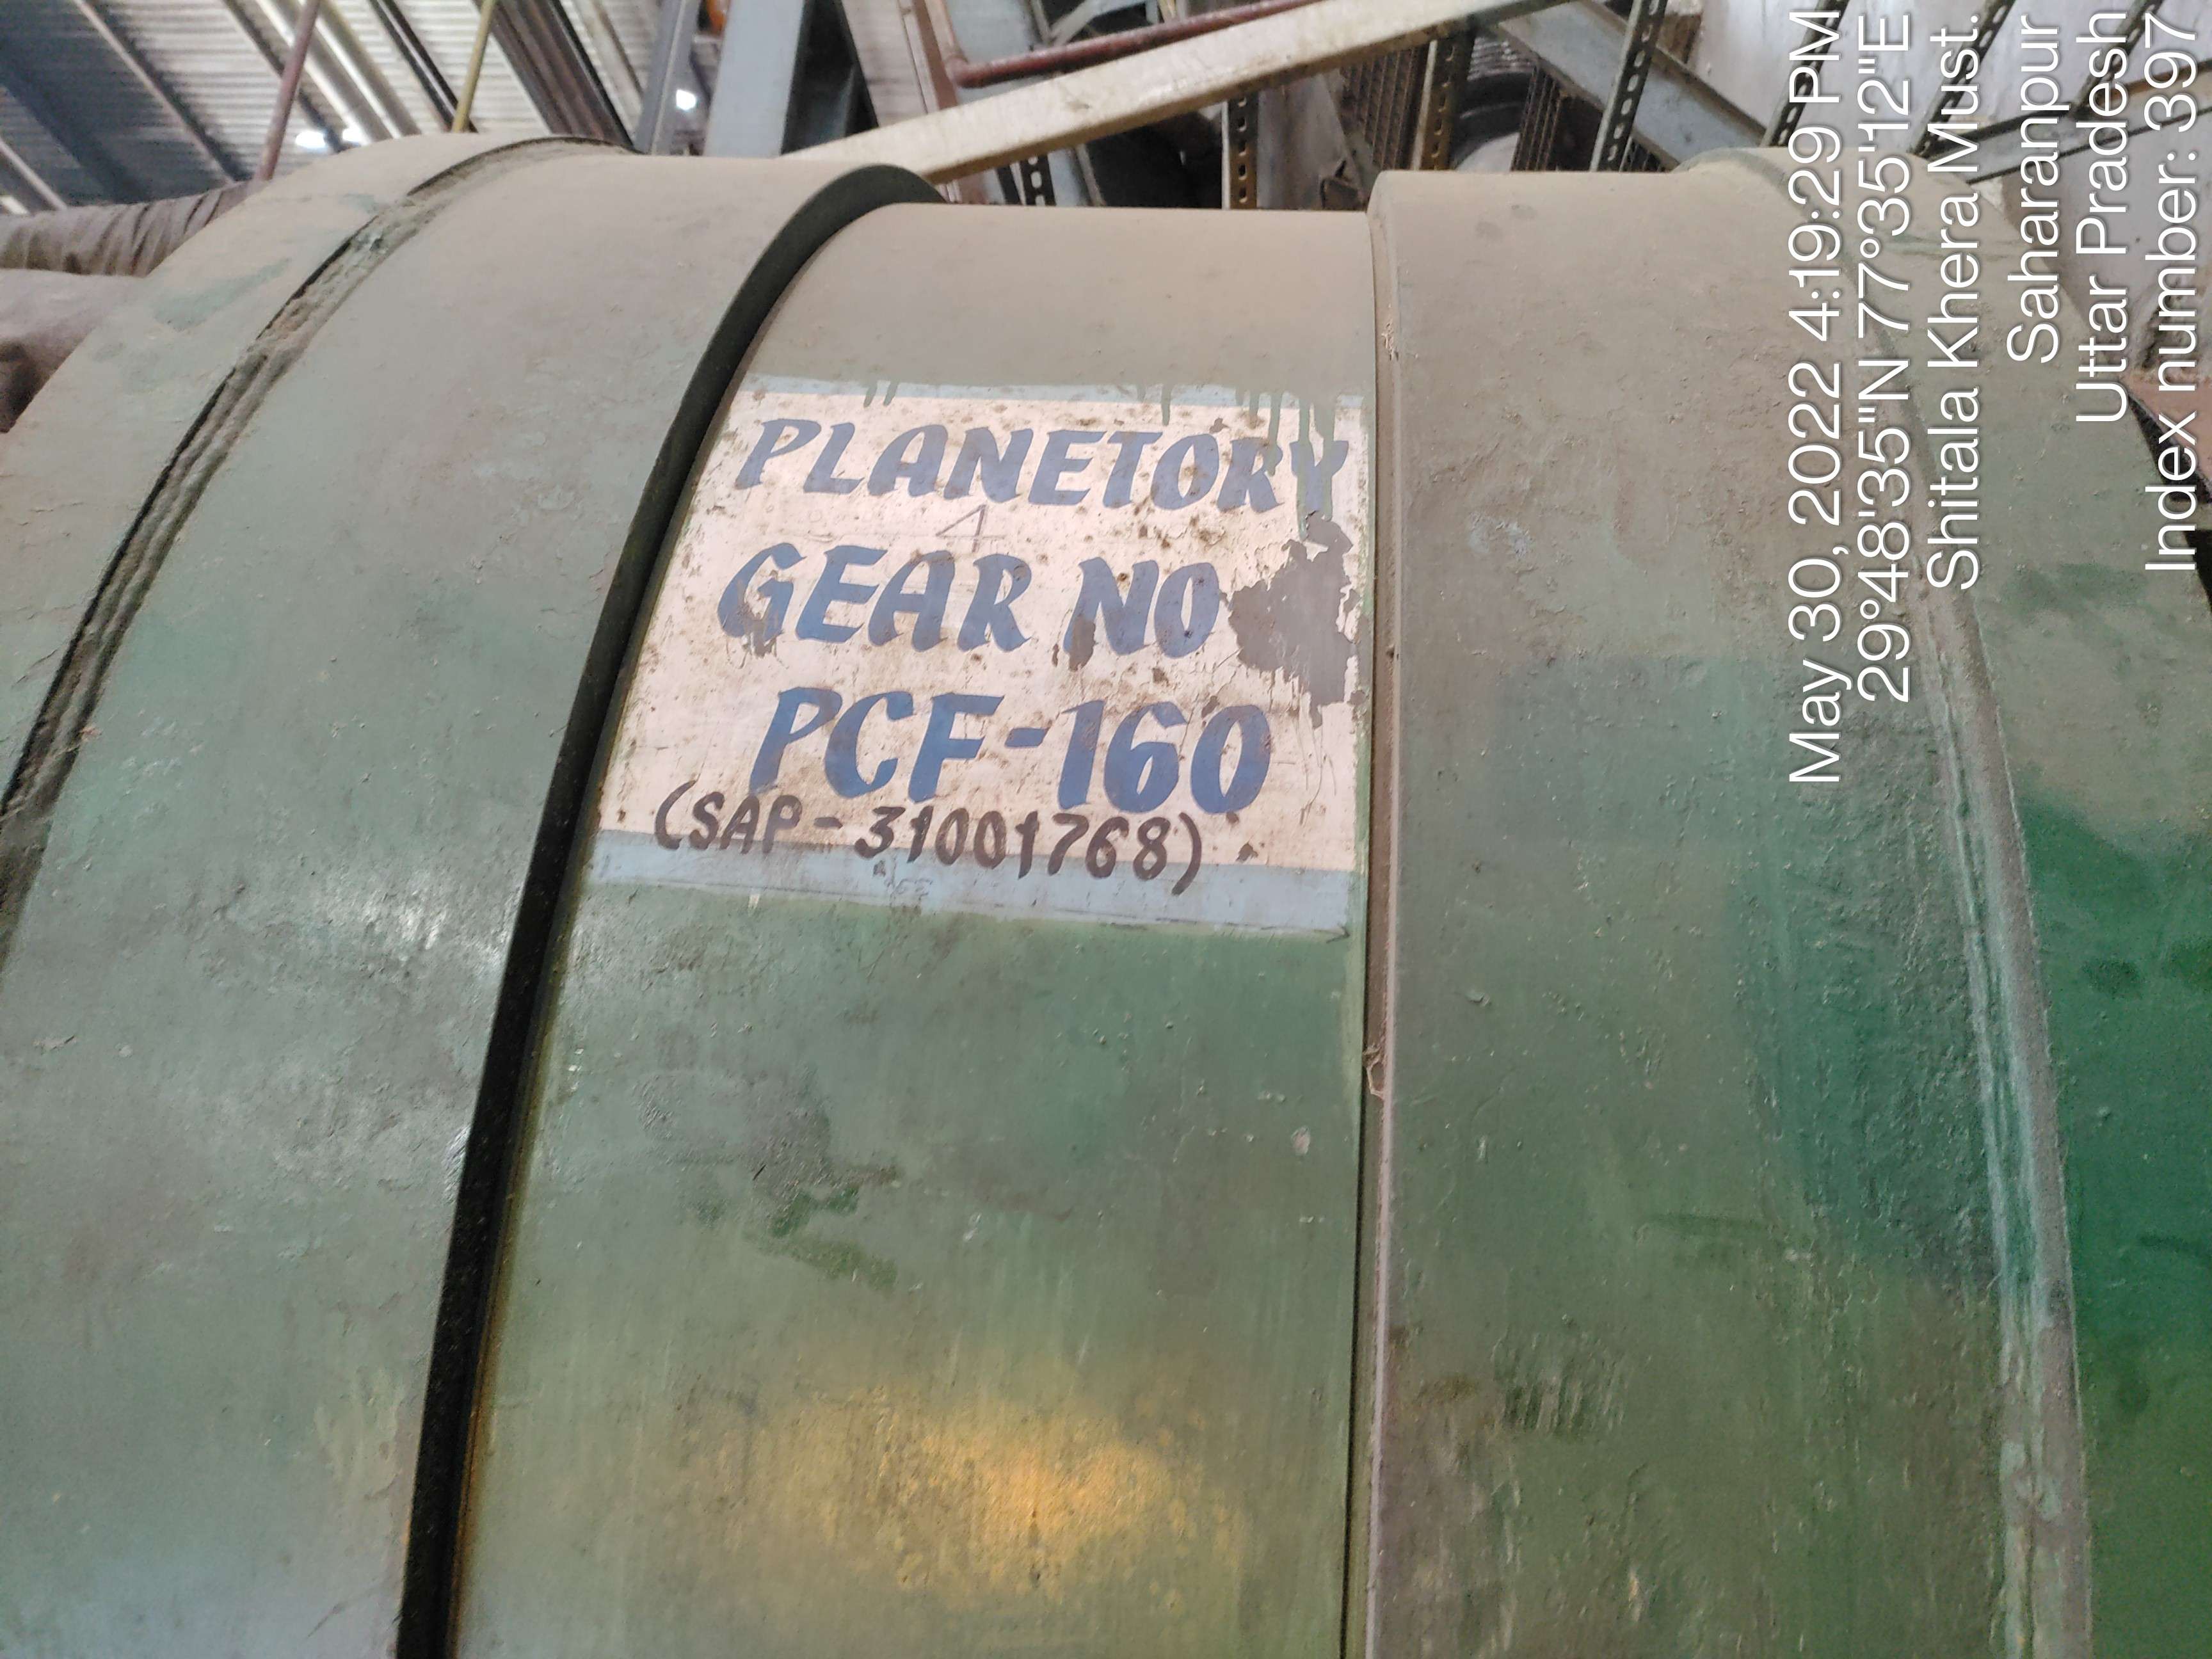 PLANETORY
GEAR NO
PCF-160
(SAP-31001768)
May 30, 2022 4:19:29 PM
29°48'35"N 77°35'12"E
Shitala Khera Must.
Saharanpur
Uttar Pradesh
Index number: 397